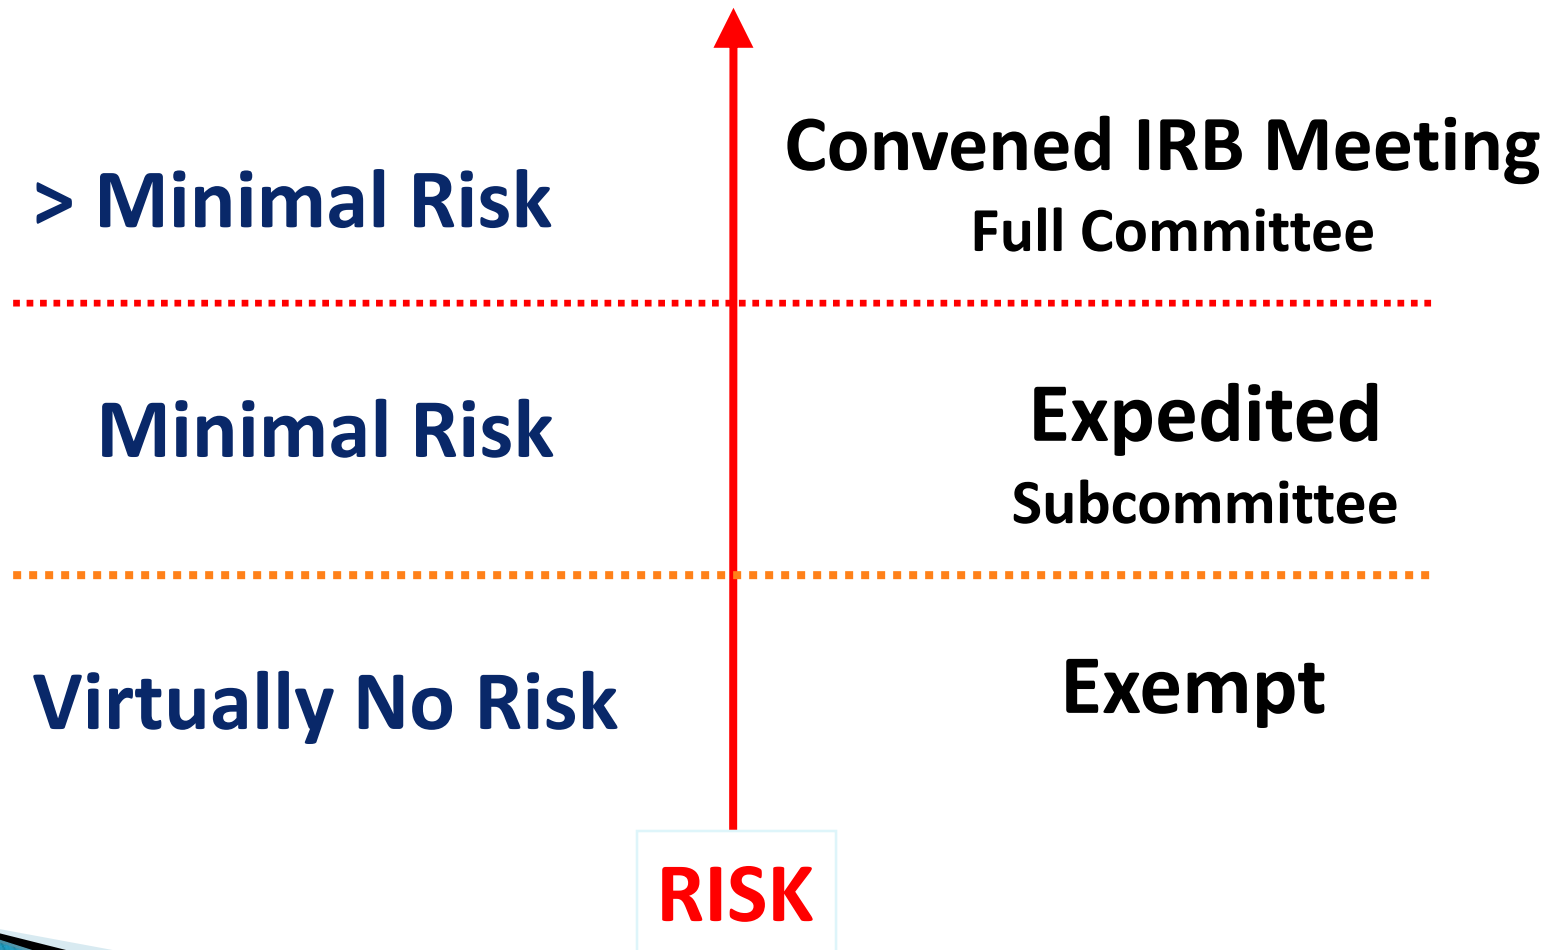 > Minimal Risk
Convened IRB Meeting
Full Committee
Minimal Risk
Expedited
Subcommittee
Virtually No Risk
Exempt
RISK